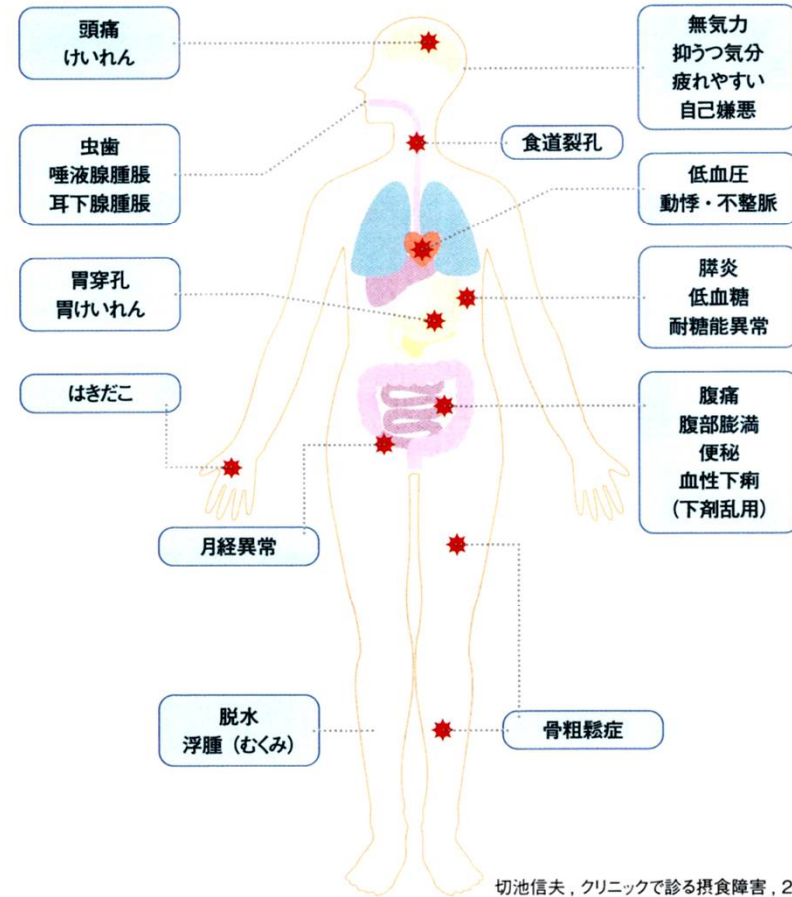 頭痛
けいれん
無気力
抑うつ気分
疲れやすい
自己嫌悪
虫歯
唾液腺腫脹
耳下腺腫脹
食道裂孔
低血圧
動悸・不整脈
胃穿孔
胃けいれん
膵炎
低血糖
耐糖能異常
はきだこ
腹痛
腹部膨満
便秘
血性下痢
(下剤乱用)
月経異常
脱水
浮腫(むくみ)
骨粗鬆症
切池信夫,クリニックで診る摂食障害,2